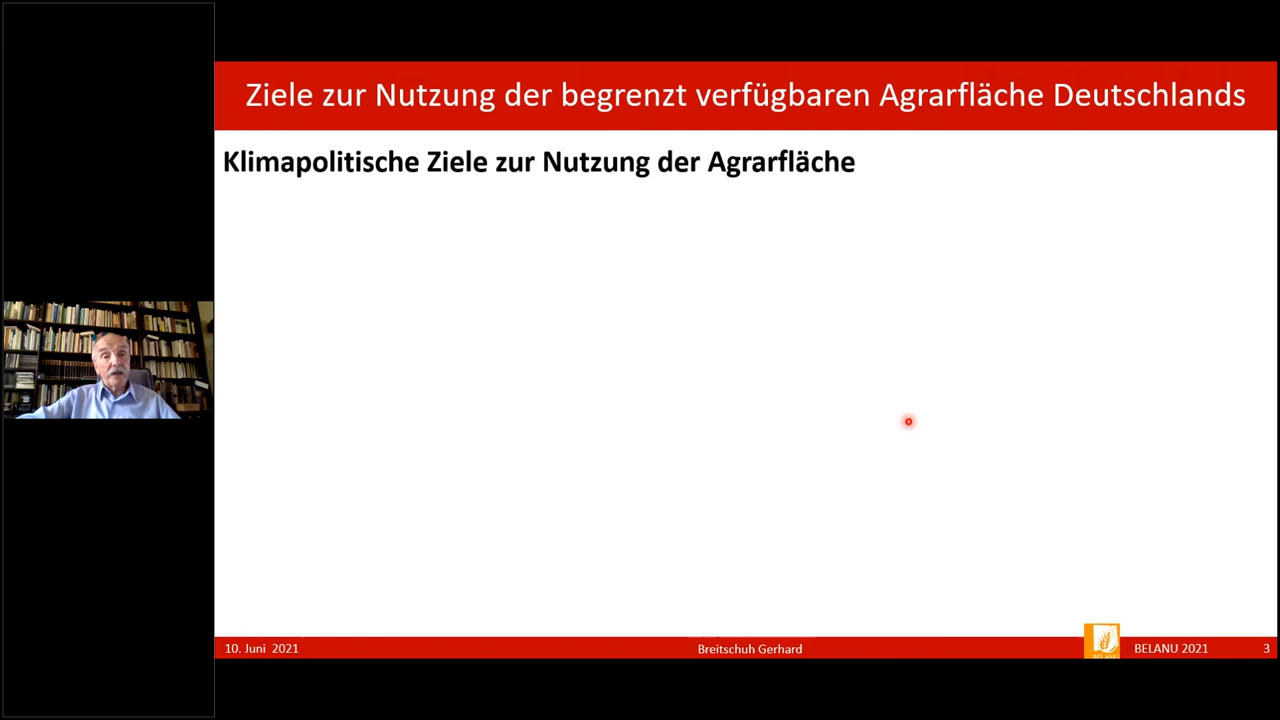 Ziele zur Nutzung der begrenzt verfügbaren Agrarfläche Deutschlands
Klimapolitische Ziele zur Nutzung der Agrarfläche
10. Juni 2021
Breitschuh Gerhard
BELANU
BELANU 2021
3